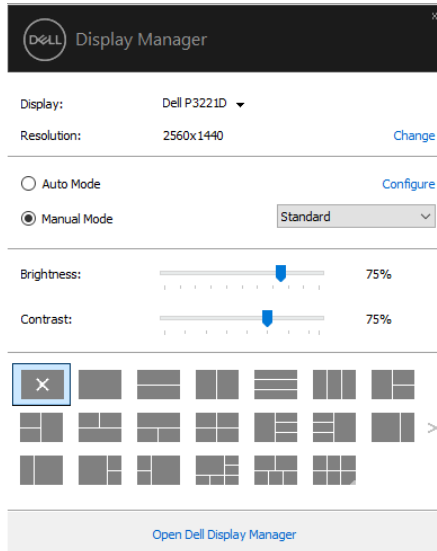 DELL Display Manager
Display: Dell P3221D
Resolution: 2560x1440 Change
Auto Mode Configure
Manual Mode Standard
Brightness: 75%
Contrast: 75%
Open Dell Display Manager